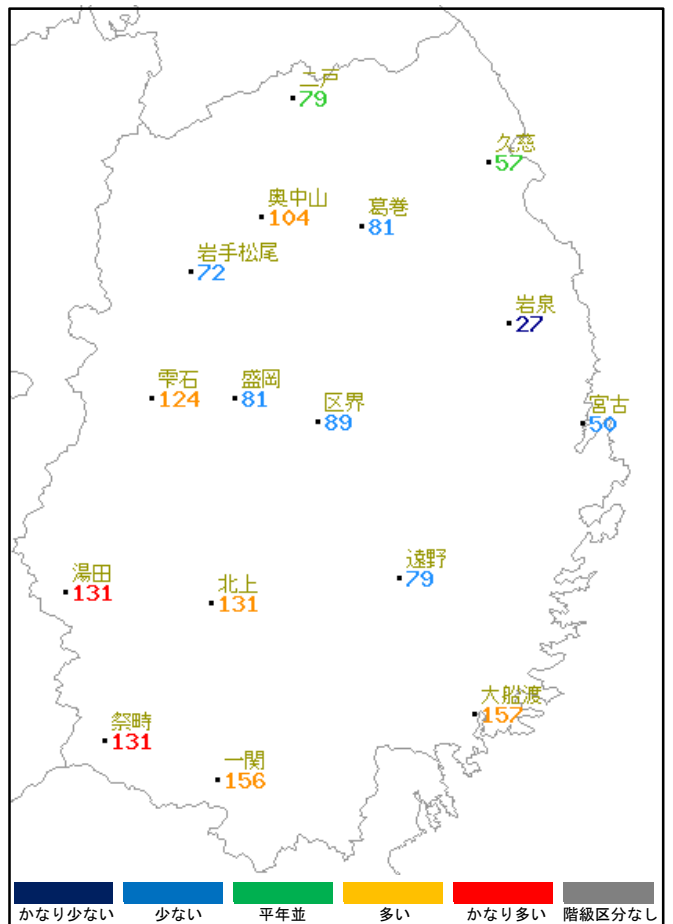 二戸
79
久慈
57
奥中山
104
葛巻
81
岩手松尾
72
岩泉
27
雫石
124
盛岡
81
区界
89
宮古
50
湯田
131
北上
131
遠野
79
大船渡
157
祭畤
131
一関
156
かなり少ない 少ない 平年並 多い かなり多い 階級区分なし